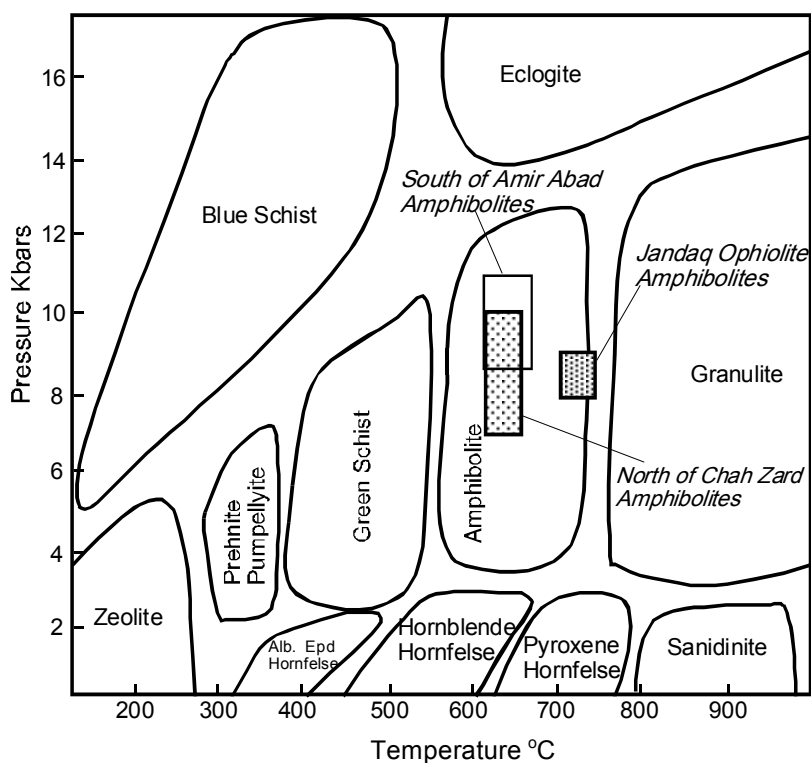 16
14
12
10
8
6
4
2
Pressure Kbars
Eclogite
South of Amir Abad
Amphibolites
Blue Schist
Jandaq Ophiolite
Amphibolites
Granulite
North of Chah Zard
Amphibolites
Amphibolite
Green Schist
Prehnite
Pumpellyite
Zeolite
Alb. Epd
Hornfelse
Hornblende
Hornfelse
Pyroxene
Hornfelse
Sanidinite
200 300 400 500 600 700 800 900
Temperature °C